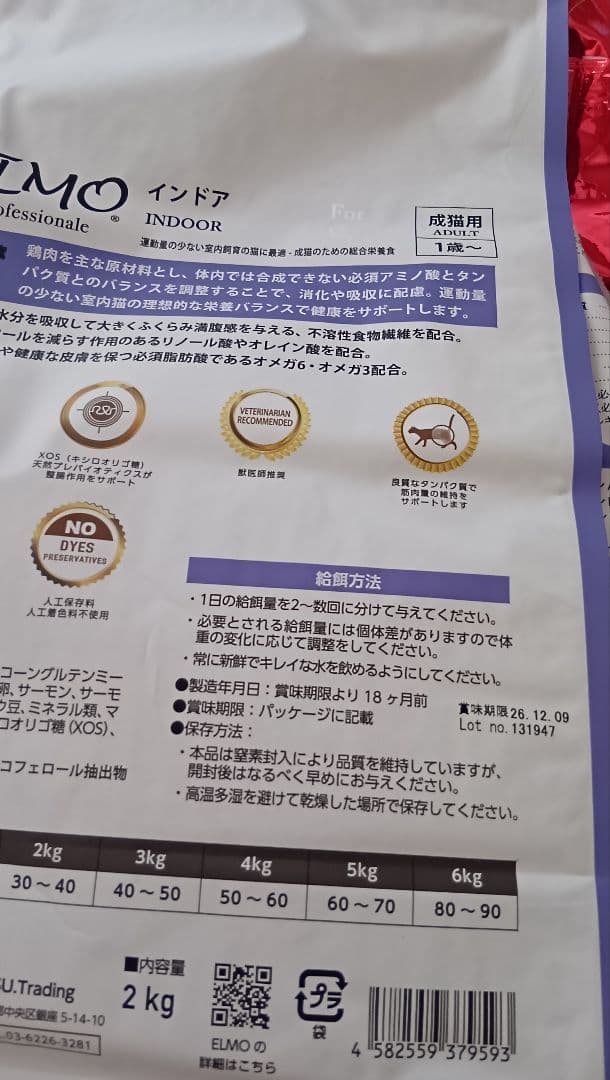 ELMO インドア
ofessionale ® INDOOR
For
成猫用
ADULT
1歳～
運動量の少ない室内飼育の猫に最適 - 成猫のための総合栄養食
鶏肉を主な原材料とし、体内では合成できない必須アミノ酸とタン
パク質とのバランスを調整することで、消化や吸収に配慮。運動量
の少ない室内猫の理想的な栄養バランスで健康をサポートします。
水分を吸収して大きくふくらみ満腹感を与える、不溶性食物繊維を配合。
ールを減らす作用のあるリノール酸やオレイン酸を配合。
や健康な皮膚を保つ必須脂肪酸であるオメガ6・オメガ3配合。
XOS（キシロオリゴ糖）
天然プレバイオティクスが
整腸作用をサポート
VETERINARIAN
RECOMMENDED
獣医師推奨
良質なタンパク質で
筋肉量の維持を
サポートします
NO
DYES
PRESERVATIVES
人工保存料
人工着色料不使用
給餌方法
・1日の給餌量を2～数回に分けて与えてください。
・必要とされる給餌量には個体差がありますので体
重の変化に応じて調整をしてください。
・常に新鮮でキレイな水を飲めるようにしてください。
●製造年月日：賞味期限より 18 ヶ月前
●賞味期限：パッケージに記載
●保存方法：
・本品は窒素封入により品質を維持していますが、
開封後はなるべく早めにお与えください。
・高温多湿を避けて乾燥した場所で保存してください。
賞味期限26.12.09
Lot no.131947
コーングルテンミー
卵、サーモン、サーモ
ウ豆、ミネラル類、マ
ロオリゴ糖（XOS）、
コフェロール抽出物
2kg 3kg 4kg 5kg 6kg
30～40 40～50 50～60 60～70 80～90
U.Trading
中央区銀座 5-14-10
.03-6226-3281
■内容量
2 kg
ELMO の
詳細はこちら
プラ
袋
4 582559 379593